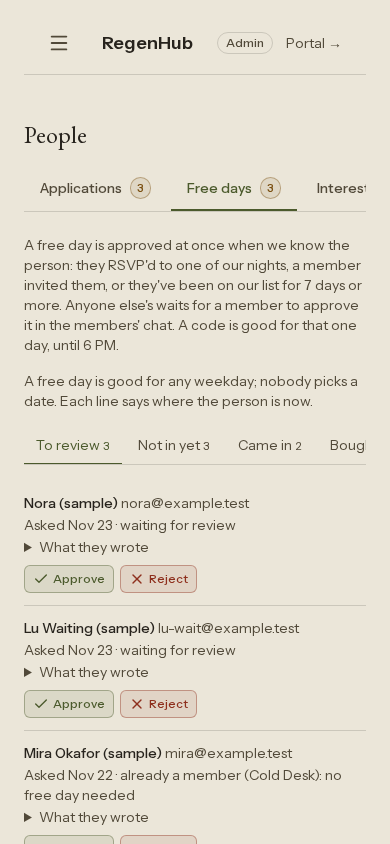 RegenHub
Admin
Portal →
People
Applications 3
Free days 3
Interest
A free day is approved at once when we know the
person: they RSVP'd to one of our nights, a member
invited them, or they've been on our list for 7 days or
more. Anyone else's waits for a member to approve
it in the members' chat. A code is good for that one
day, until 6 PM.
A free day is good for any weekday; nobody picks a
date. Each line says where the person is now.
To review 3
Not in yet 3
Came in 2
Nora (sample) nora@example.test
Asked Nov 23 · waiting for review
What they wrote
Approve
Reject
Lu Waiting (sample) lu-wait@example.test
Asked Nov 23 · waiting for review
What they wrote
Approve
Reject
Mira Okafor (sample) mira@example.test
Asked Nov 22 · already a member (Cold Desk): no
free day needed
What they wrote